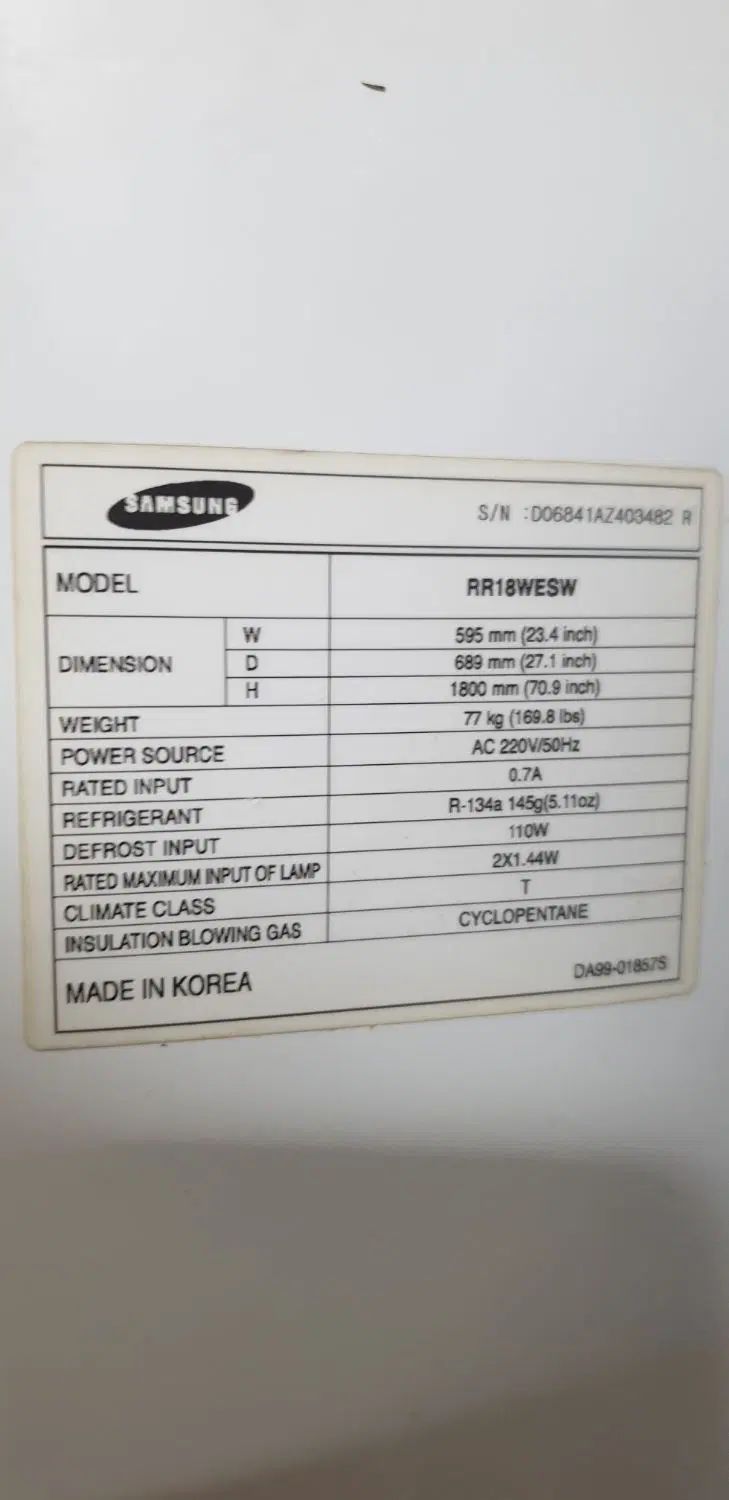 SAMSUNG
S/N :D06841AZ403482 R
MODEL RR18WESW
DIMENSION
W 595 mm (23.4 inch)
D 689 mm (27.1 inch)
H 1800 mm (70.9 inch)
WEIGHT 77 kg (169.8 lbs)
POWER SOURCE AC 220V/50Hz
RATED INPUT 0.7A
REFRIGERANT R-134a 145g(5.11oz)
DEFROST INPUT 110W
RATED MAXIMUM INPUT OF LAMP 2X1.44W
CLIMATE CLASS T
INSULATION BLOWING GAS CYCLOPENTANE
MADE IN KOREA
DA99-01857S